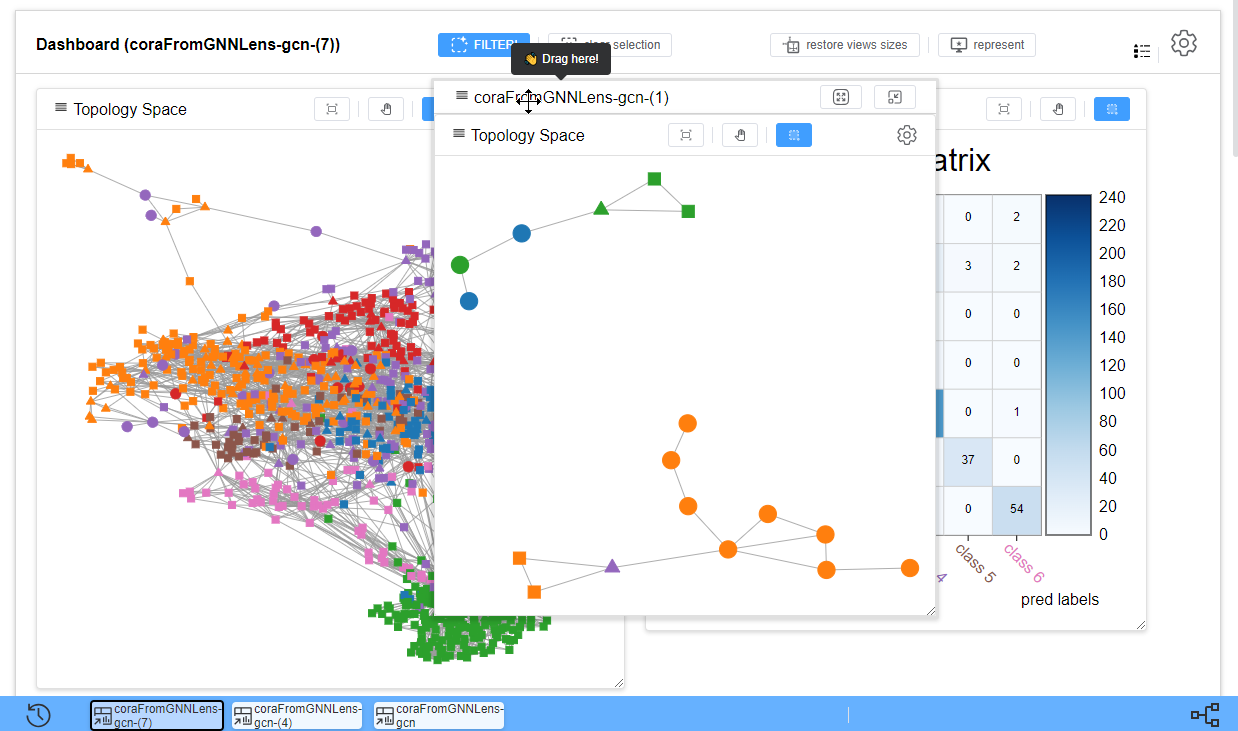 Dashboard (coraFromGNNLens-gcn-(7))
FILTER!
clear selection
restore views sizes
represent
👋 Drag here!
Topology Space
coraFromGNNLens-gcn-(1)
Topology Space
atrix
0 2
3 2
0 0
0 0
0 1
37 0
0 54
240
220
200
180
160
140
120
100
80
60
40
20
0
4
class 5
class 6
pred labels
coraFromGNNLens-
gcn-(7)
coraFromGNNLens-
gcn-(4)
coraFromGNNLens-
gcn